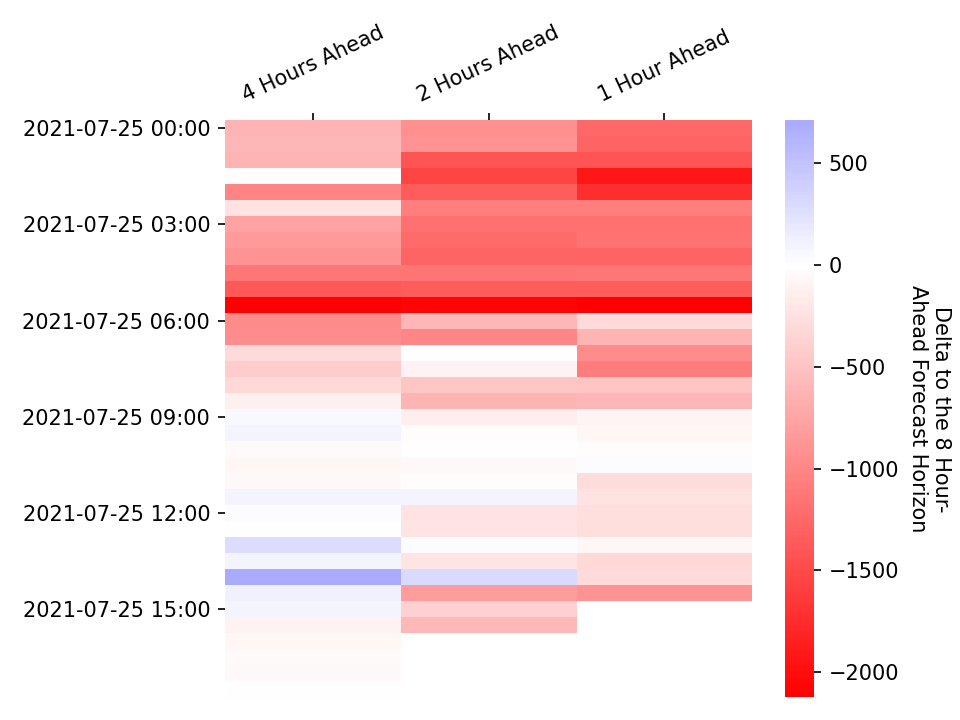 4 Hours Ahead
2 Hours Ahead
1 Hour Ahead
2021-07-25 00:00
2021-07-25 03:00
2021-07-25 06:00
2021-07-25 09:00
2021-07-25 12:00
2021-07-25 15:00
500
0
−500
−1000
−1500
−2000
Delta to the 8 Hour-
Ahead Forecast Horizon